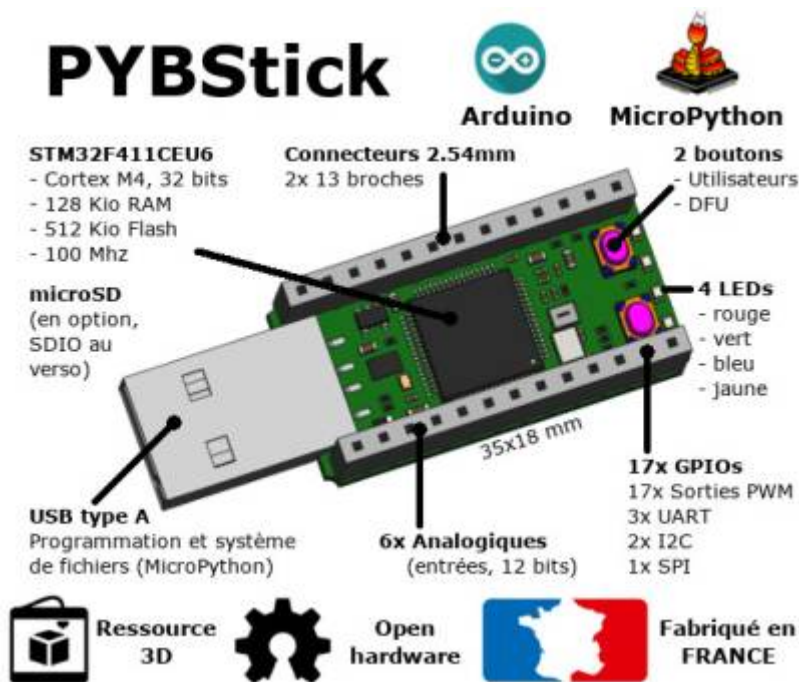 PYBStick
Arduino
MicroPython
STM32F411CEU6
- Cortex M4, 32 bits
- 128 Kio RAM
- 512 Kio Flash
- 100 Mhz
Connecteurs 2.54mm
2x 13 broches
2 boutons
- Utilisateurs
- DFU
microSD
(en option,
SDIO au
verso)
4 LEDs
- rouge
- vert
- bleu
- jaune
35x18 mm
USB type A
Programmation et système
de fichiers (MicroPython)
6x Analogiques
(entrées, 12 bits)
17x GPIOs
17x Sorties PWM
3x UART
2x I2C
1x SPI
Ressource
3D
Open
hardware
Fabriqué en
FRANCE